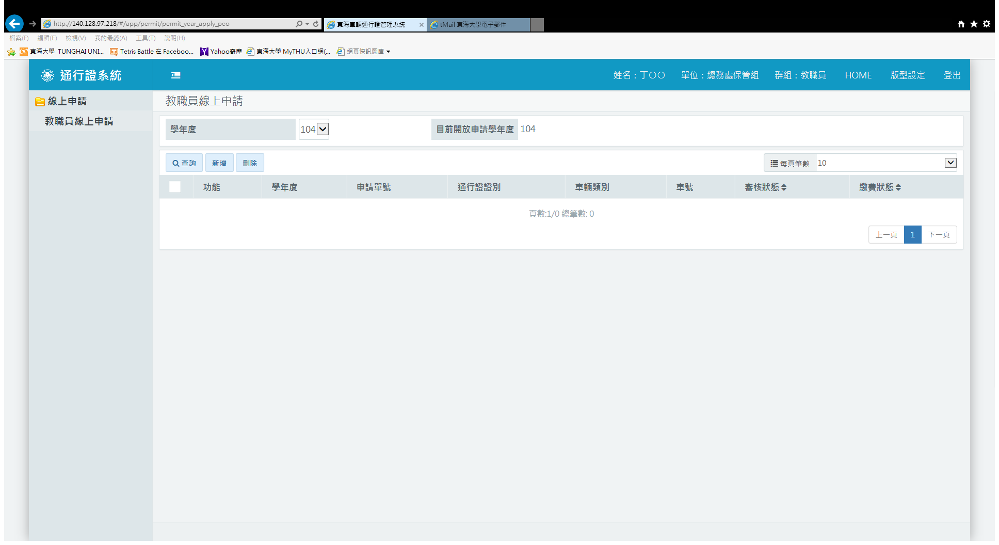 http://140.128.97.218/#/app/permit/permit_year_apply_peo
東海車輛通行證管理系統
tMail 東海大學電子郵件
檔案(F) 編輯(E) 檢視(V) 我的最愛(A) 工具(T) 說明(H)
東海大學 TUNGHAI UNI... Tetris Battle 在 Faceboo... Yahoo奇摩 東海大學 MyTHU入口網(... 網頁快訊圖庫
通行證系統
姓名：丁〇〇 單位：總務處保管組 群組：教職員 HOME 版型設定 登出
線上申請
教職員線上申請
教職員線上申請
學年度 104 目前開放申請學年度 104
查詢 新增 刪除 每頁筆數 10
功能 學年度 申請單號 通行證證別 車輛類別 車號 審核狀態 繳費狀態
頁數:1/0 總筆數: 0
上一頁 1 下一頁